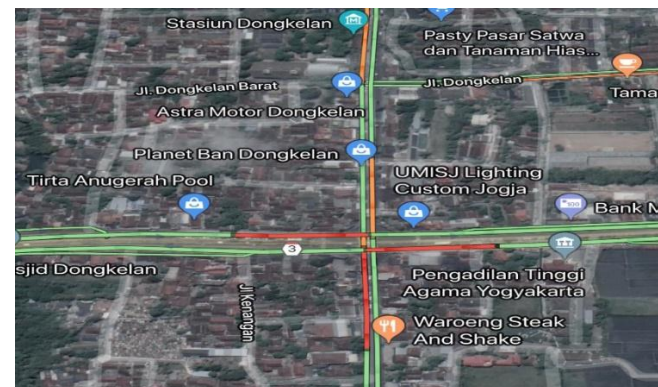 Stasiun Dongkelan
Pasty Pasar Satwa
dan Tanaman Hias...
Jl. Dongkelan Barat
Jl. Dongkelan
Tama
Astra Motor Dongkelan
Planet Ban Dongkelan
Tirta Anugerah Pool
UMISJ Lighting
Custom Jogja
Bank M
3
sjid Dongkelan
Pengadilan Tinggi
Agama Yogyakarta
Jl Kenangan
Waroeng Steak
And Shake